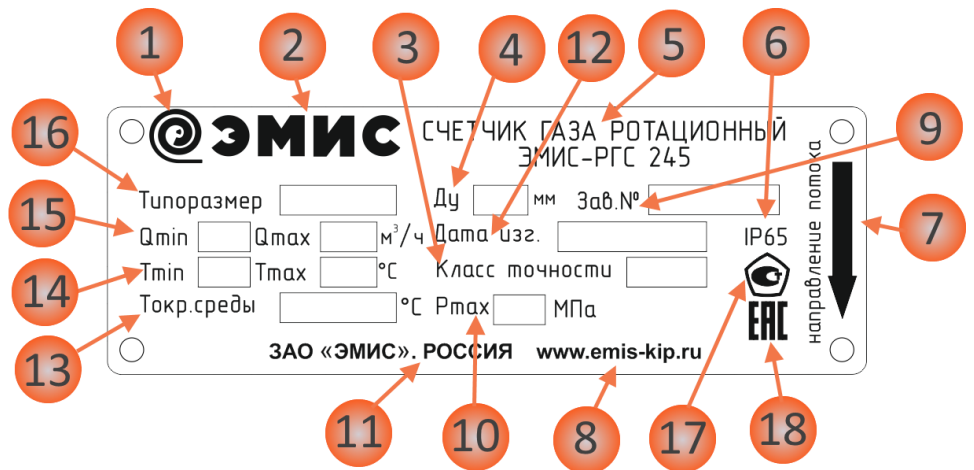 1 2 3 4 12 5 6
16 ЭМИС СЧЕТЧИК ГАЗА РОТАЦИОННЫЙ 9
ЭМИС-РГС 245
Типоразмер Ду мм Зав.№
15 Qmin Qmax м³/ч Дата изг. IP65 7
14 Tmin Tmax °C Класс точности
направление потока
Токр.среды °C Pmax МПа EAC
13 ЗАО «ЭМИС». РОССИЯ www.emis-kip.ru
11 10 8 17 18